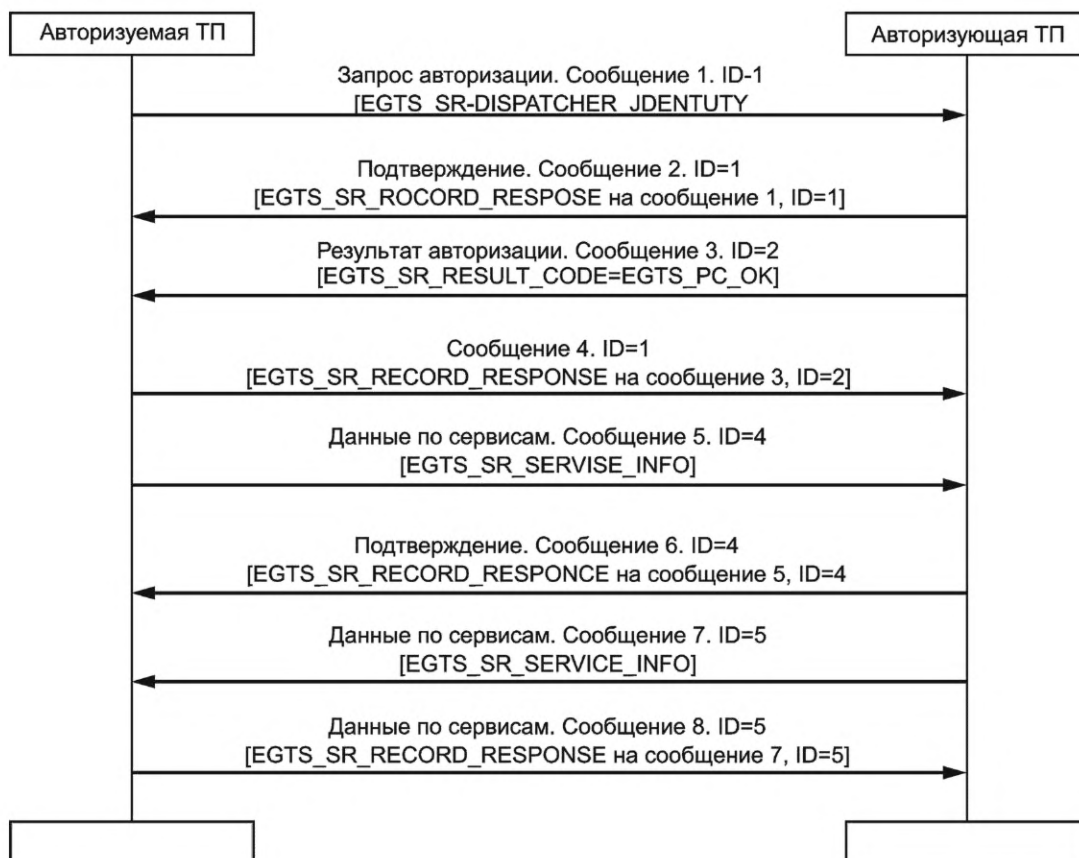 Авторизуемая ТП
Авторизующая ТП
Запрос авторизации. Сообщение 1. ID-1
[EGTS_SR-DISPATCHER_JDENTUTY
Подтверждение. Сообщение 2. ID=1
[EGTS_SR_ROCORD_RESPOSE на сообщение 1, ID=1]
Результат авторизации. Сообщение 3. ID=2
[EGTS_SR_RESULT_CODE=EGTS_PC_OK]
Сообщение 4. ID=1
[EGTS_SR_RECORD_RESPONSE на сообщение 3, ID=2]
Данные по сервисам. Сообщение 5. ID=4
[EGTS_SR_SERVISE_INFO]
Подтверждение. Сообщение 6. ID=4
[EGTS_SR_RECORD_RESPONCE на сообщение 5, ID=4
Данные по сервисам. Сообщение 7. ID=5
[EGTS_SR_SERVICE_INFO]
Данные по сервисам. Сообщение 8. ID=5
[EGTS_SR_RECORD_RESPONSE на сообщение 7, ID=5]